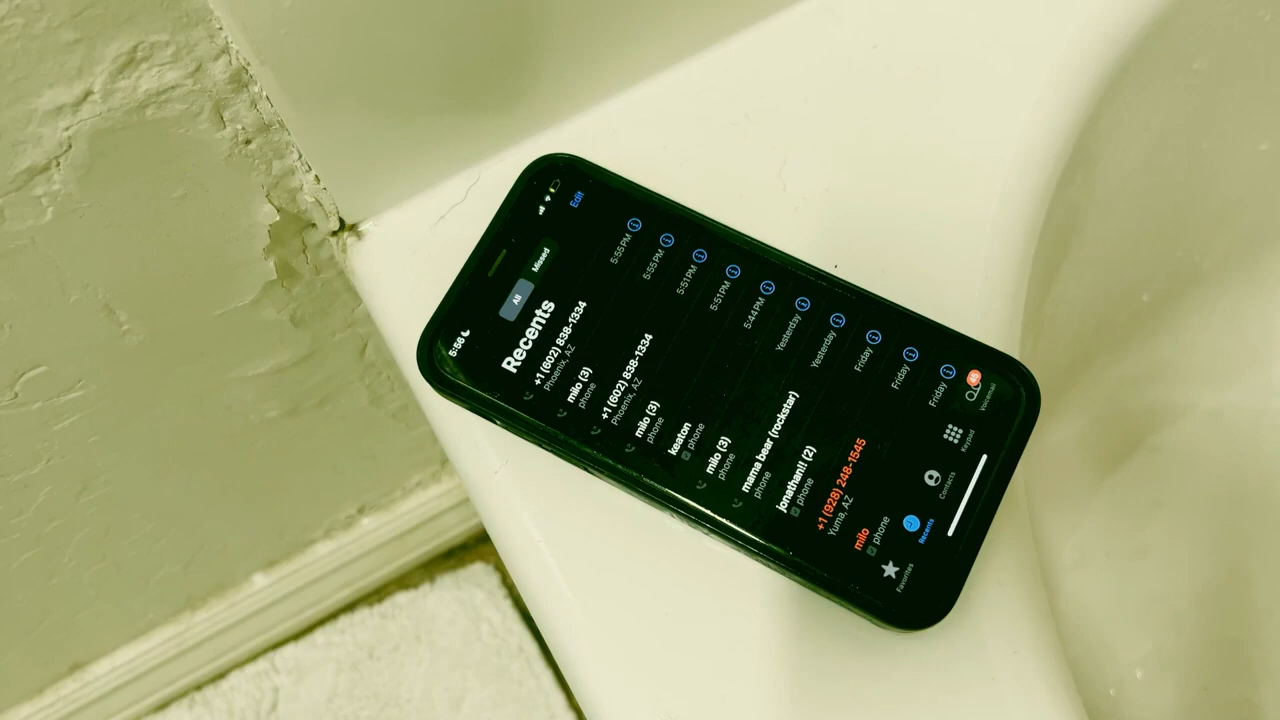 5:56
Edit
All
Missed
Recents
+1 (602) 838-1334
Phoenix, AZ
5:55 PM
milo (3)
phone
5:55 PM
+1 (602) 838-1334
Phoenix, AZ
5:51 PM
milo (3)
phone
5:51 PM
keaton
phone
5:44 PM
milo (3)
phone
Yesterday
mama bear (rockstar)
phone
Yesterday
jonathan!! (2)
phone
Friday
+1 (928) 248-1545
Yuma, AZ
Friday
milo
phone
Friday
Favorites
Recents
Contacts
Keypad
45
Voicemail